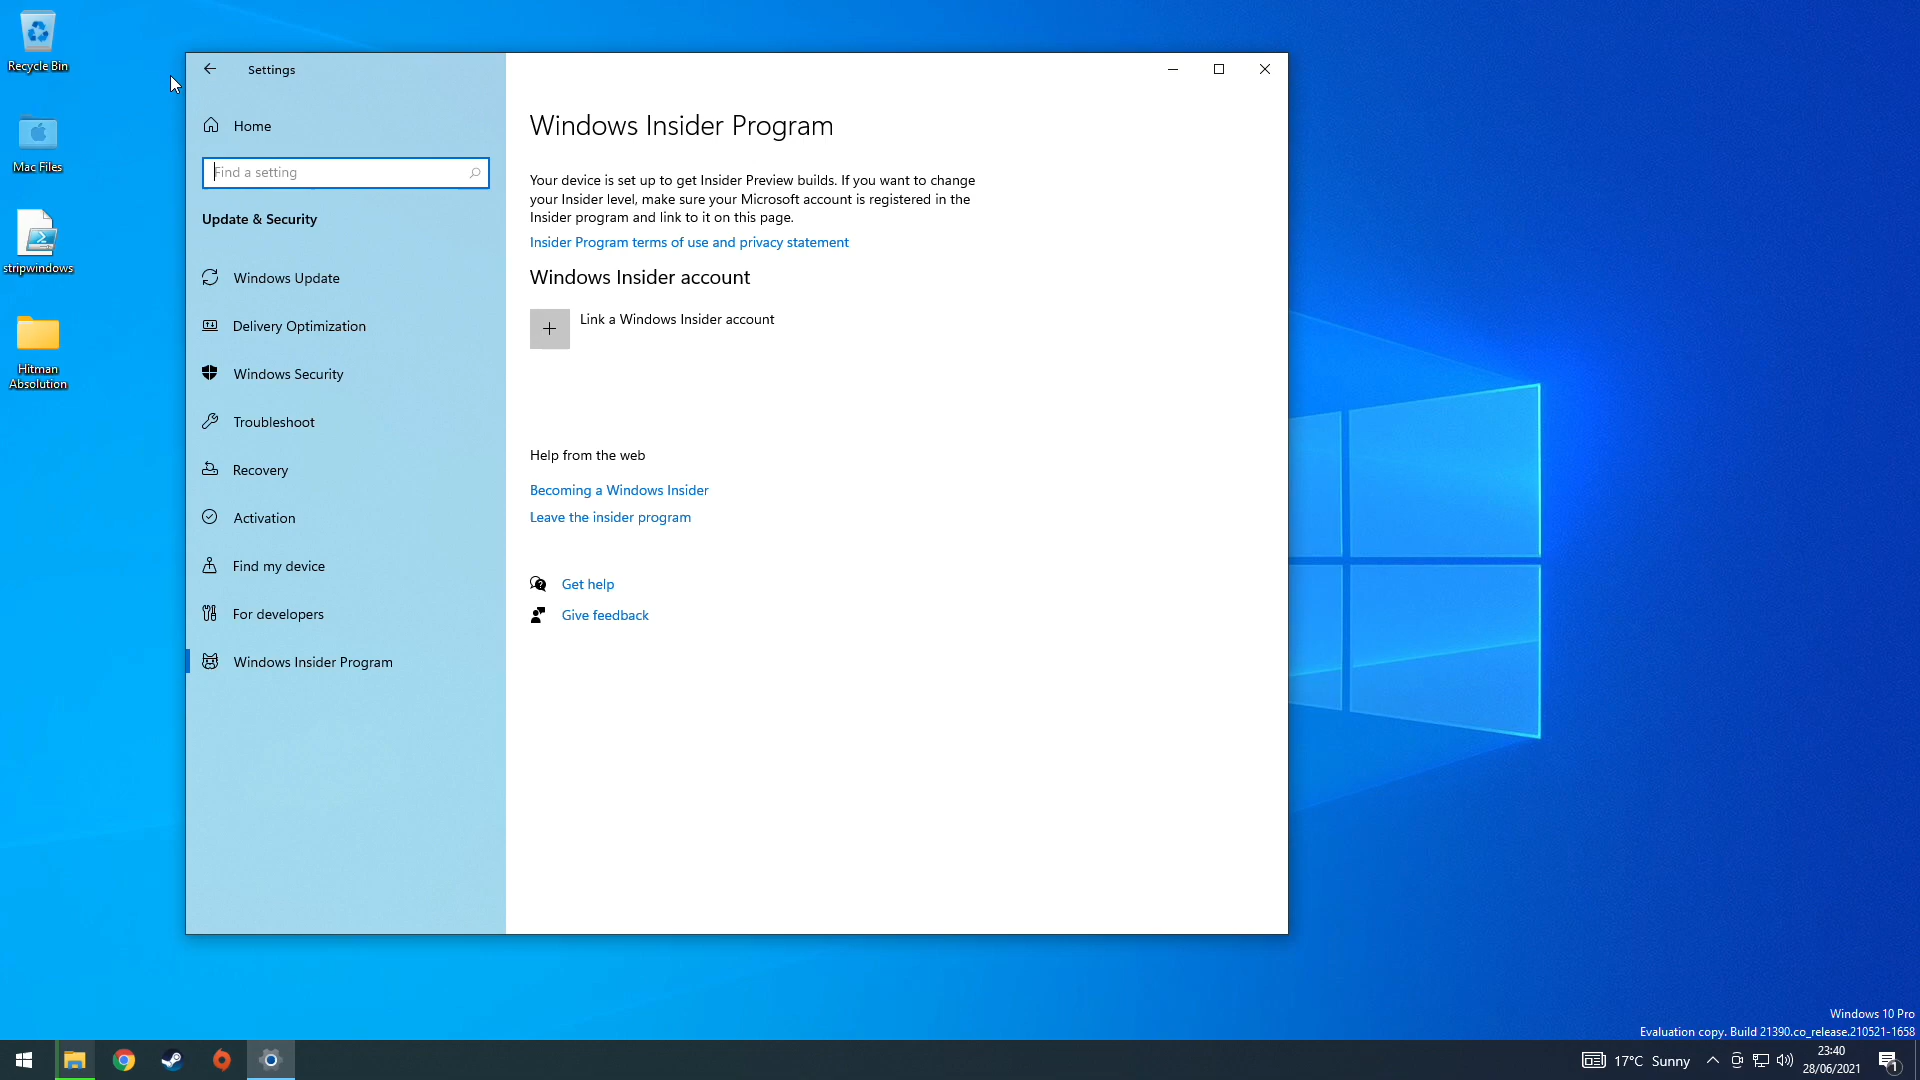 Recycle Bin
Mac Files
stripwindows
Hitman
Absolution
Settings
Home
Find a setting
Update & Security
Windows Update
Delivery Optimization
Windows Security
Troubleshoot
Recovery
Activation
Find my device
For developers
Windows Insider Program
Windows Insider Program
Your device is set up to get Insider Preview builds. If you want to change
your Insider level, make sure your Microsoft account is registered in the
Insider program and link to it on this page.
Insider Program terms of use and privacy statement
Windows Insider account
Link a Windows Insider account
Help from the web
Becoming a Windows Insider
Leave the insider program
Get help
Give feedback
Windows 10 Pro
Evaluation copy. Build 21390.co_release.210521-1658
17°C Sunny
23:40
28/06/2021
1